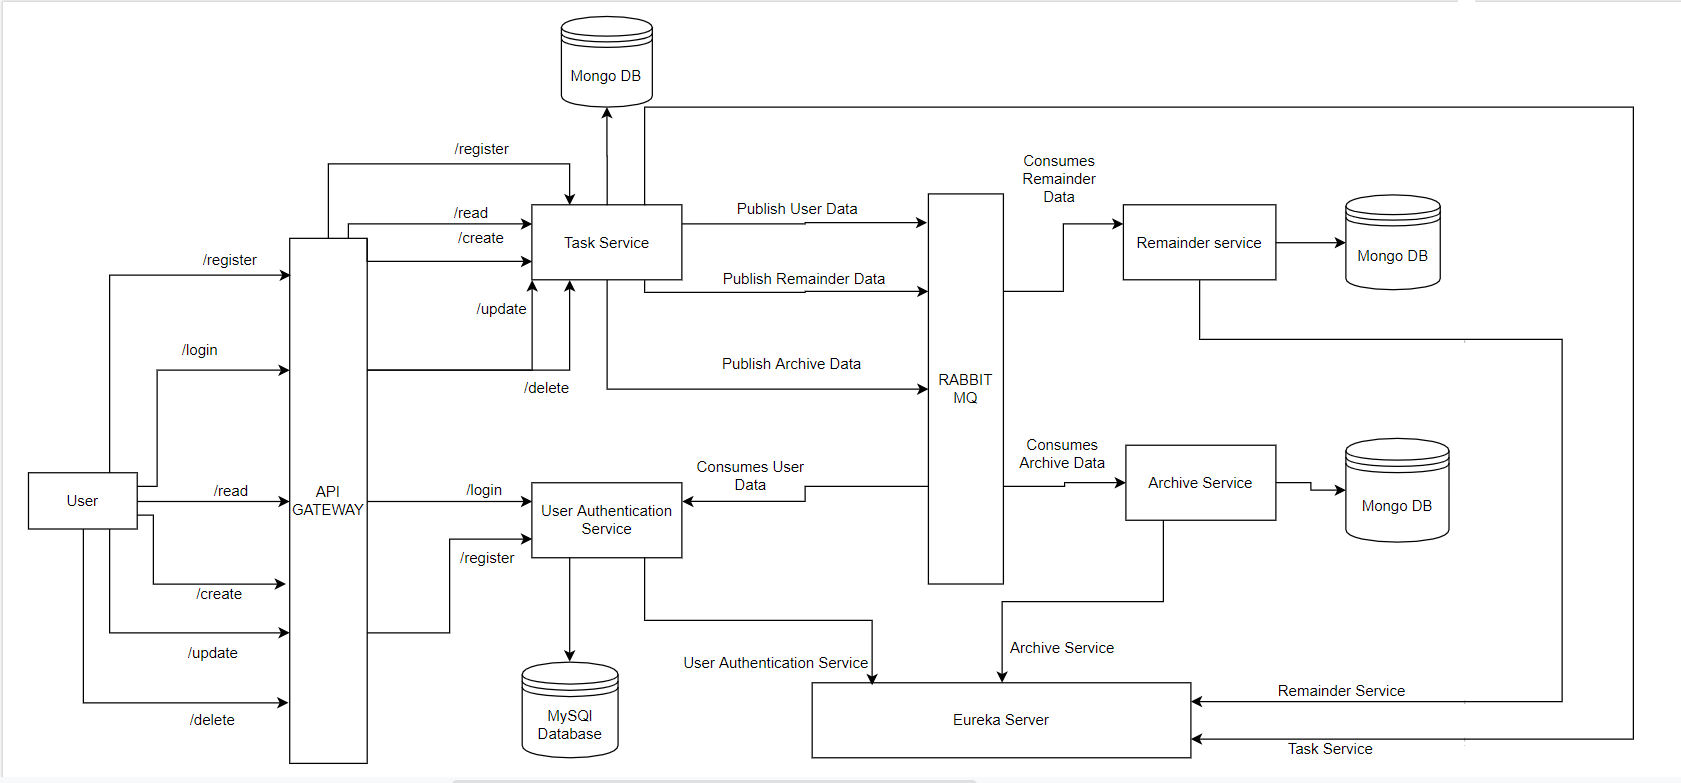 Mongo DB
/register
/read
/create
Task Service
/update
/delete
Publish User Data
Publish Remainder Data
Publish Archive Data
Consumes
Remainder
Data
Remainder service
Mongo DB
/register
/login
/read
/create
/update
/delete
User
API
GATEWAY
/login
/register
User Authentication
Service
Consumes User
Data
RABBIT
MQ
Consumes
Archive Data
Archive Service
Mongo DB
MySQl
Database
User Authentication Service
Archive Service
Remainder Service
Task Service
Eureka Server